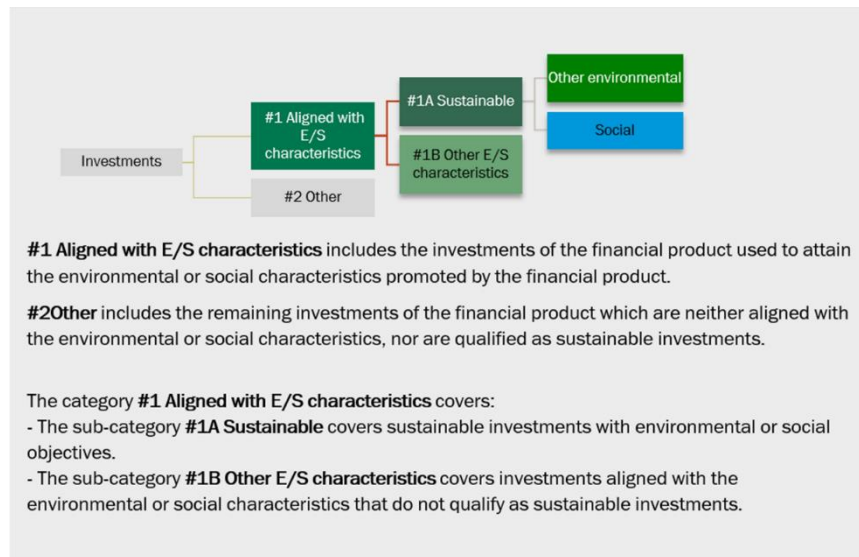 Other environmental
#1A Sustainable
#1 Aligned with
E/S
characteristics
Social
Investments
#1B Other E/S
characteristics
#2 Other
#1 Aligned with E/S characteristics includes the investments of the financial product used to attain
the environmental or social characteristics promoted by the financial product.
#2Other includes the remaining investments of the financial product which are neither aligned with
the environmental or social characteristics, nor are qualified as sustainable investments.
The category #1 Aligned with E/S characteristics covers:
- The sub-category #1A Sustainable covers sustainable investments with environmental or social
objectives.
- The sub-category #1B Other E/S characteristics covers investments aligned with the
environmental or social characteristics that do not qualify as sustainable investments.